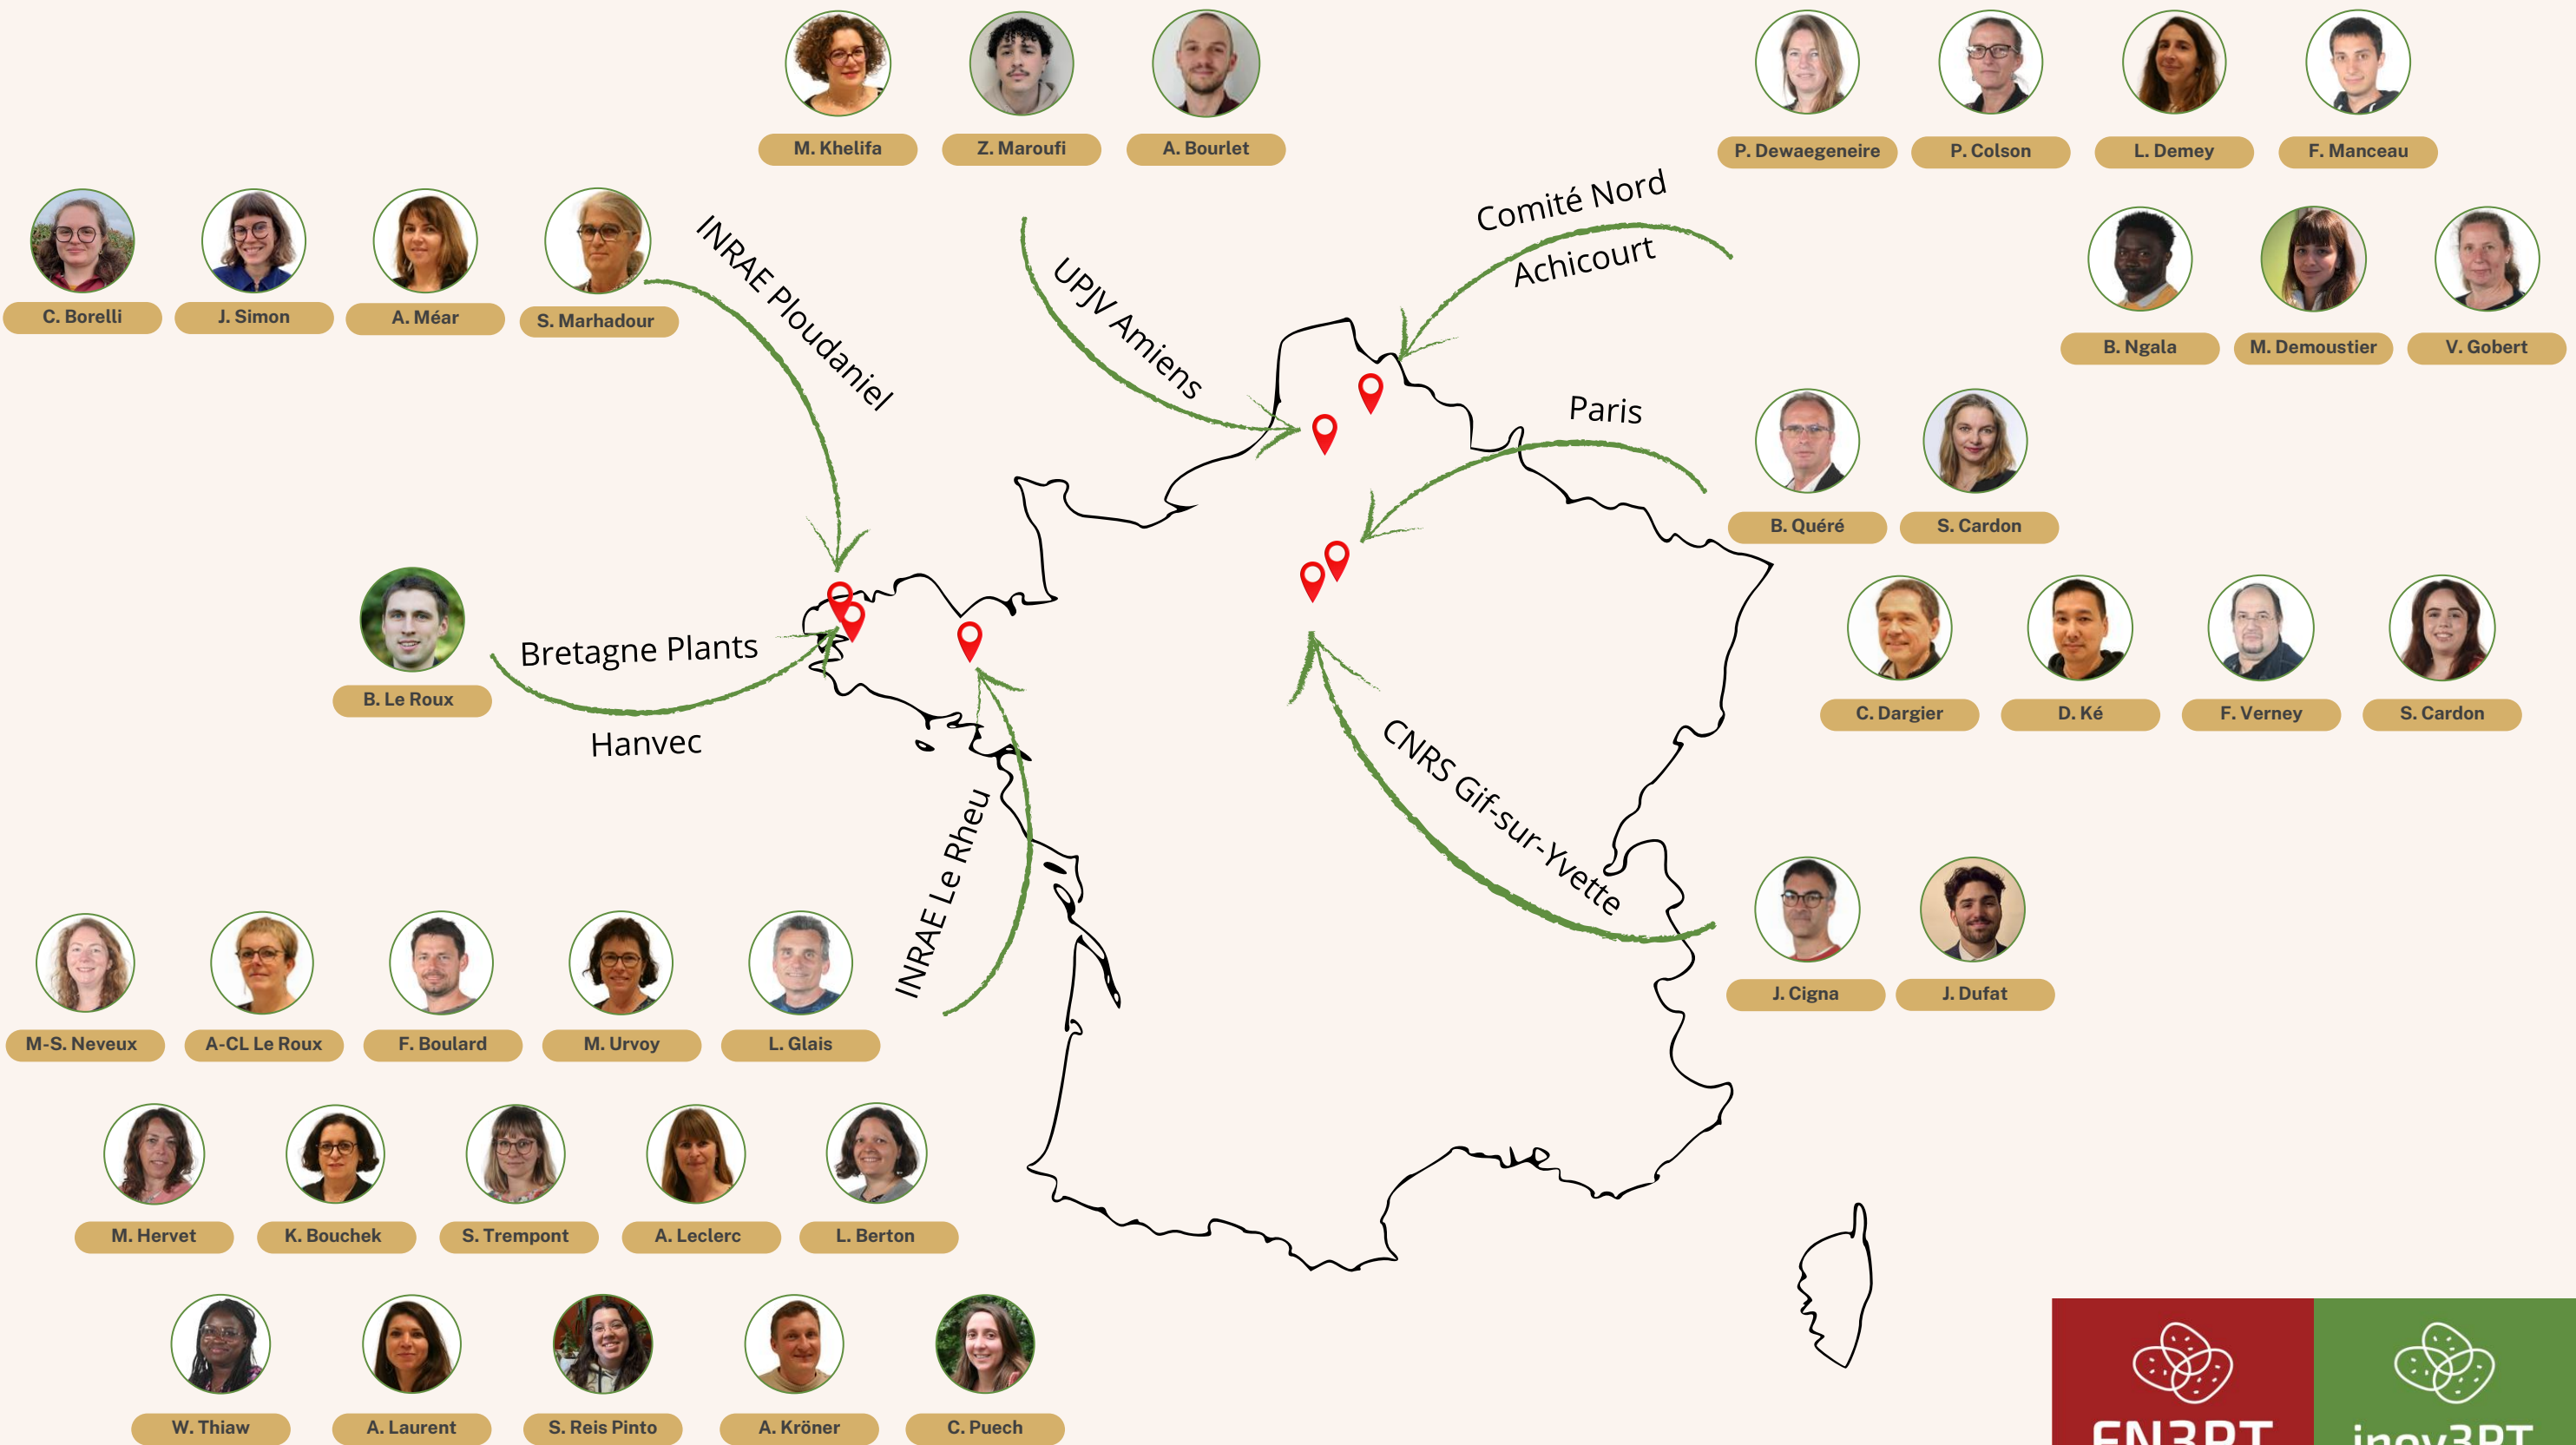 M. Khelifa
Z. Maroufi
A. Bourlet
P. Dewaegeneire
P. Colson
L. Demey
F. Manceau
Comité Nord
Achicourt
C. Borelli
J. Simon
A. Méar
S. Marhadour
INRAE Ploudaniel
UPJV Amiens
B. Ngala
M. Demoustier
V. Gobert
Paris
B. Quéré
S. Cardon
B. Le Roux
Bretagne Plants
Hanvec
C. Dargier
D. Ké
F. Verney
S. Cardon
CNRS Gif-sur-Yvette
INRAE Le Rheu
J. Cigna
J. Dufat
M-S. Neveux
A-CL Le Roux
F. Boulard
M. Urvoy
L. Glais
M. Hervet
K. Bouchek
S. Trempont
A. Leclerc
L. Berton
W. Thiaw
A. Laurent
S. Reis Pinto
A. Kröner
C. Puech
FN3PT
inov3PT